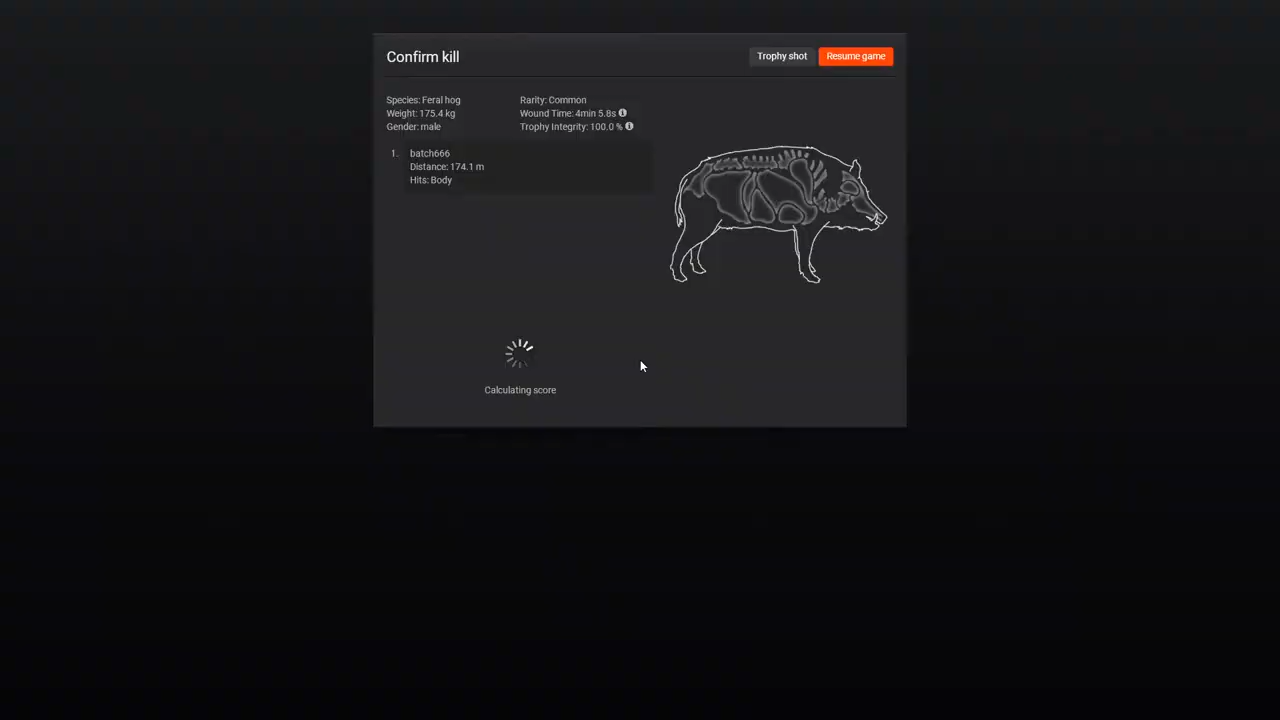 Confirm kill
Trophy shot
Resume game
Species: Feral hog
Weight: 175.4 kg
Gender: male
Rarity: Common
Wound Time: 4min 5.8s
Trophy Integrity: 100.0 %
1. batch666
Distance: 174.1 m
Hits: Body
Calculating score